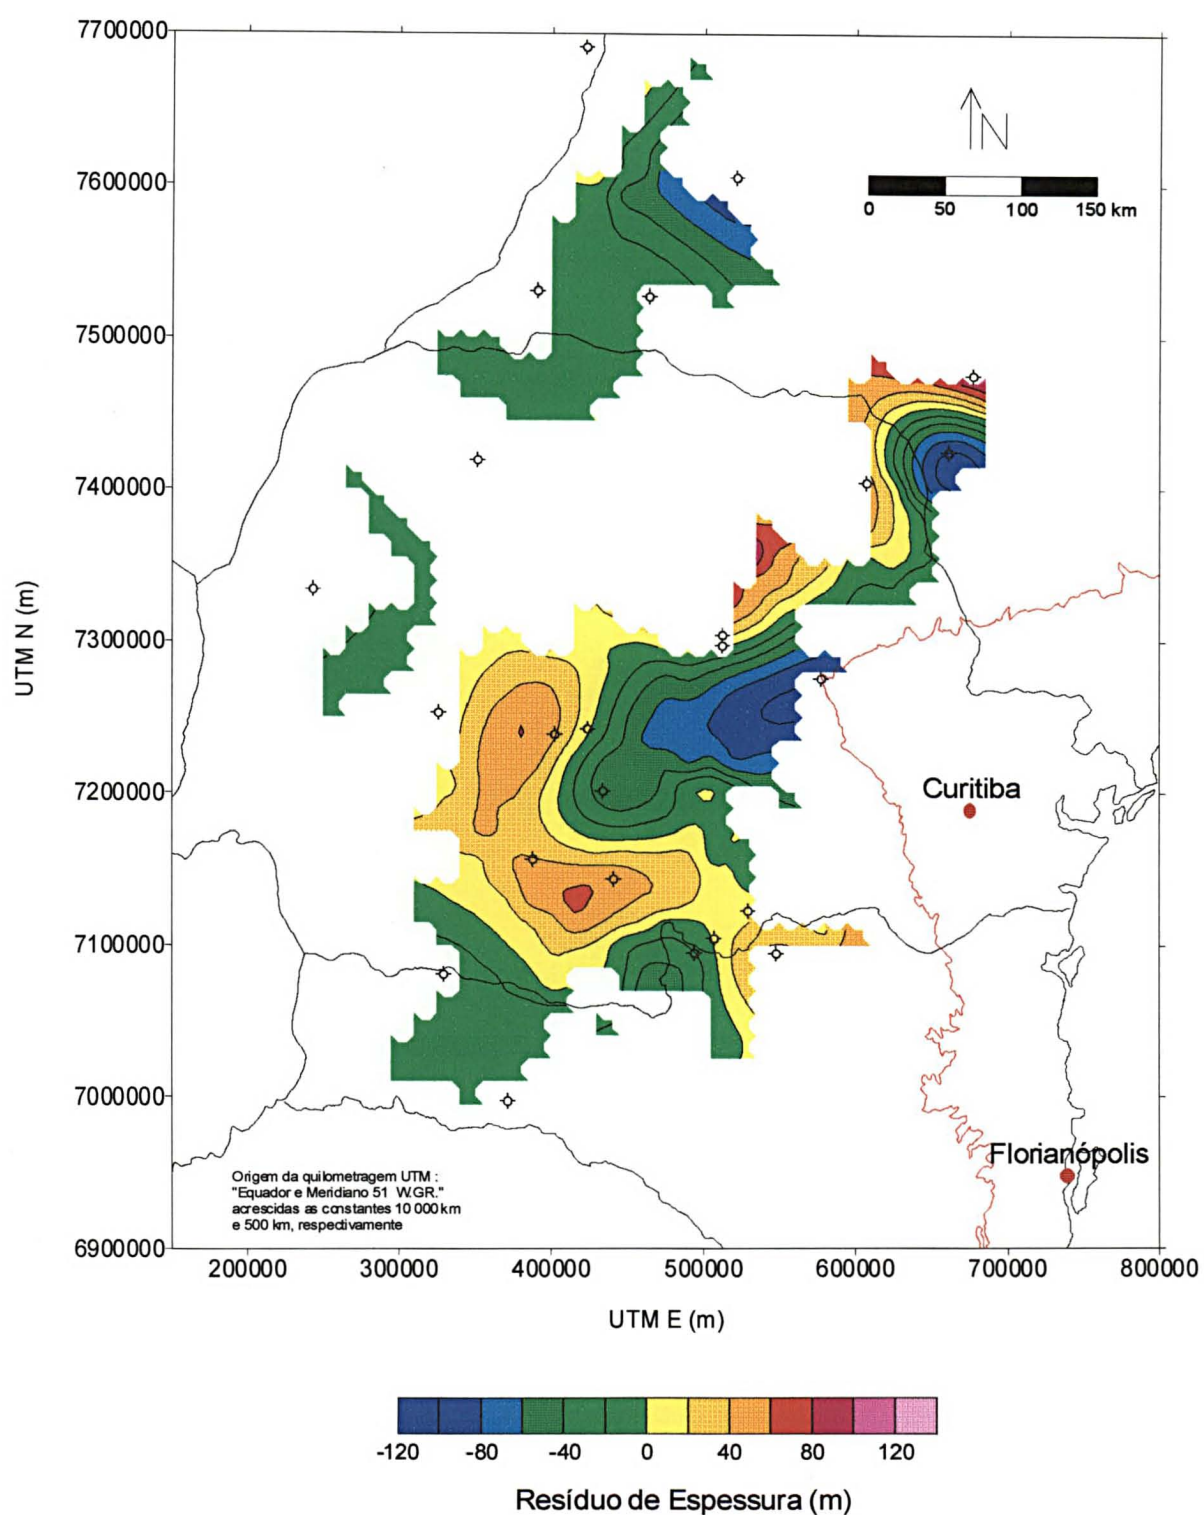 7700000
N
7600000
0 50 100 150 km
7500000
7400000
UTM N (m)
7300000
7200000
Curitiba
7100000
7000000
Florianópolis
Origem da quilometragem UTM :
"Equador e Meridiano 51 W.GR."
acrescidas as constantes 10 000 km
e 500 km, respectivamente
6900000
200000 300000 400000 500000 600000 700000 800000
UTM E (m)
-120 -80 -40 0 40 80 120
Resíduo de Espessura (m)